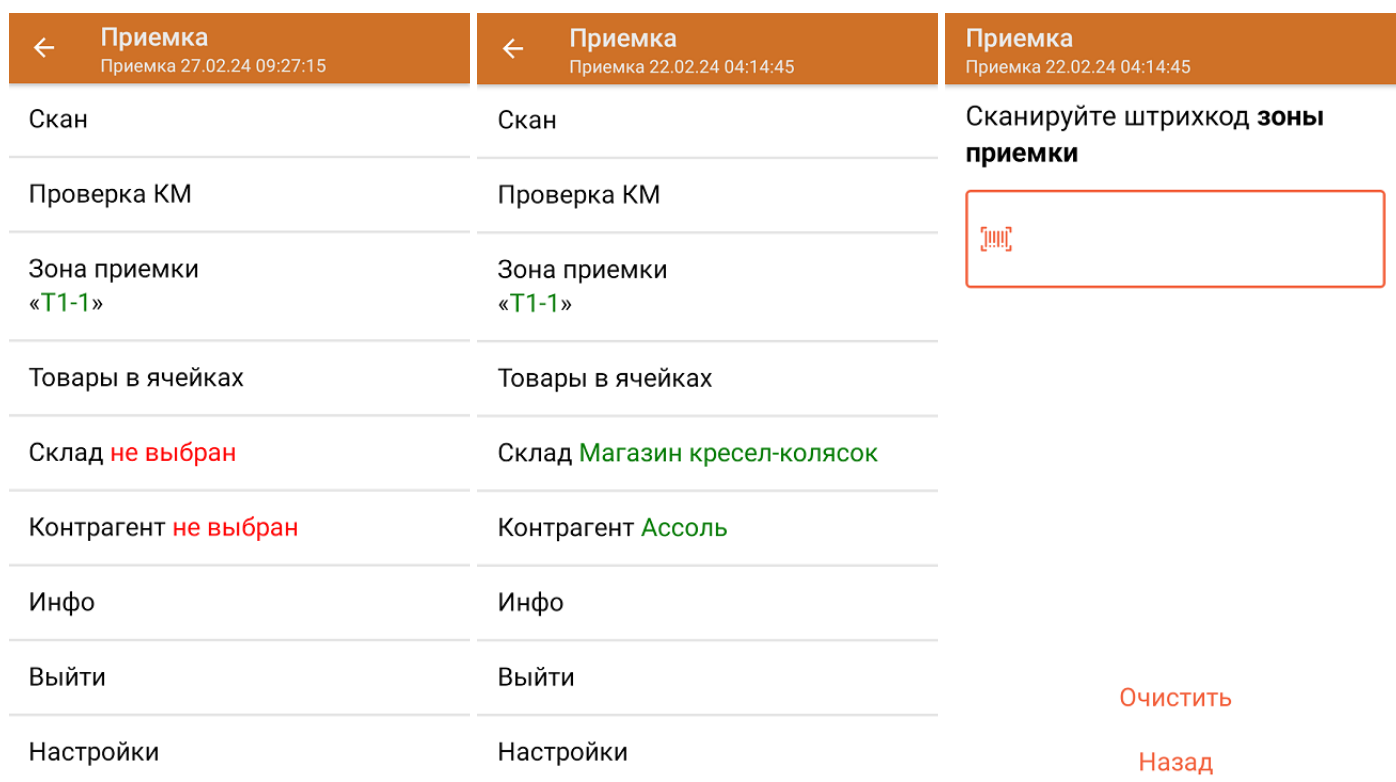 Приемка
Приемка 27.02.24 09:27:15
Скан
Проверка КМ
Зона приемки
«Т1-1»
Товары в ячейках
Склад не выбран
Контрагент не выбран
Инфо
Выйти
Настройки
Приемка
Приемка 22.02.24 04:14:45
Скан
Проверка КМ
Зона приемки
«Т1-1»
Товары в ячейках
Склад Магазин кресел-колясок
Контрагент Ассоль
Инфо
Выйти
Настройки
Приемка
Приемка 22.02.24 04:14:45
Сканируйте штрихкод зоны
приемки
Очистить
Назад